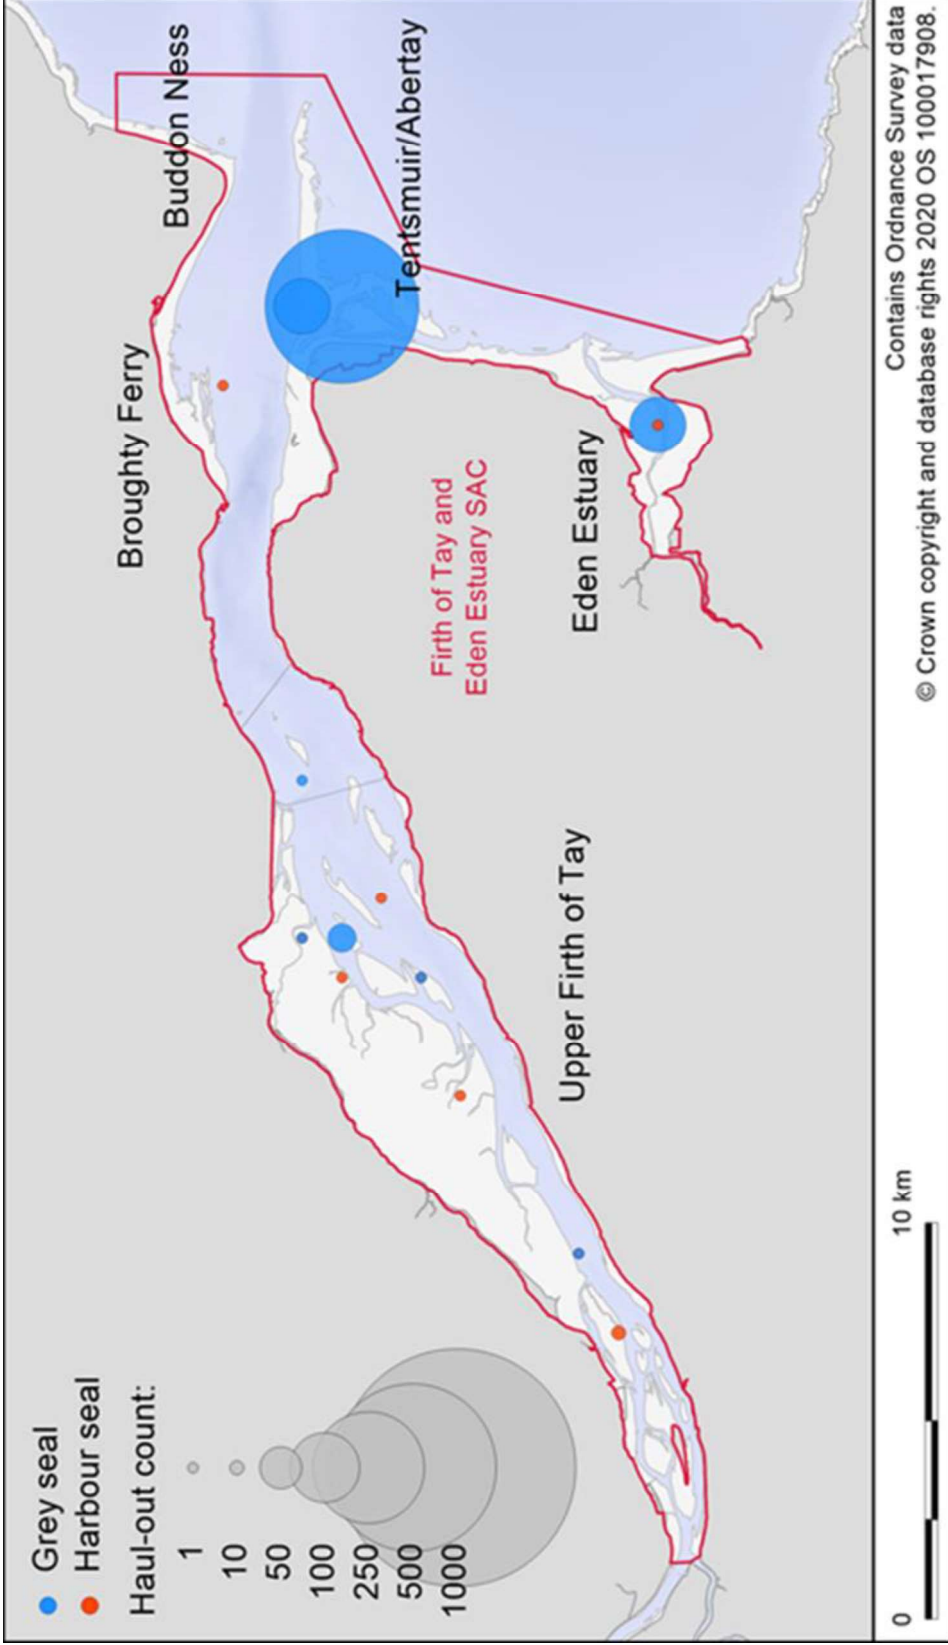 Grey seal
Harbour seal
Haul-out count:
1
10
50
100
250
500
1000
Broughty Ferry
Buddon Ness
Tentsmuir/Abertay
Firth of Tay and
Eden Estuary SAC
Eden Estuary
Upper Firth of Tay
0
10 km
Contains Ordnance Survey data
© Crown copyright and database rights 2020 OS 100017908.